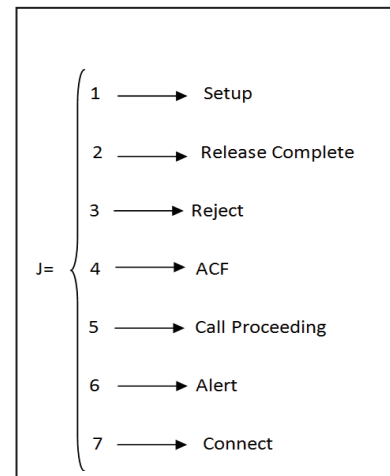 1 Setup
2 Release Complete
3 Reject
J= 4 ACF
5 Call Proceeding
6 Alert
7 Connect